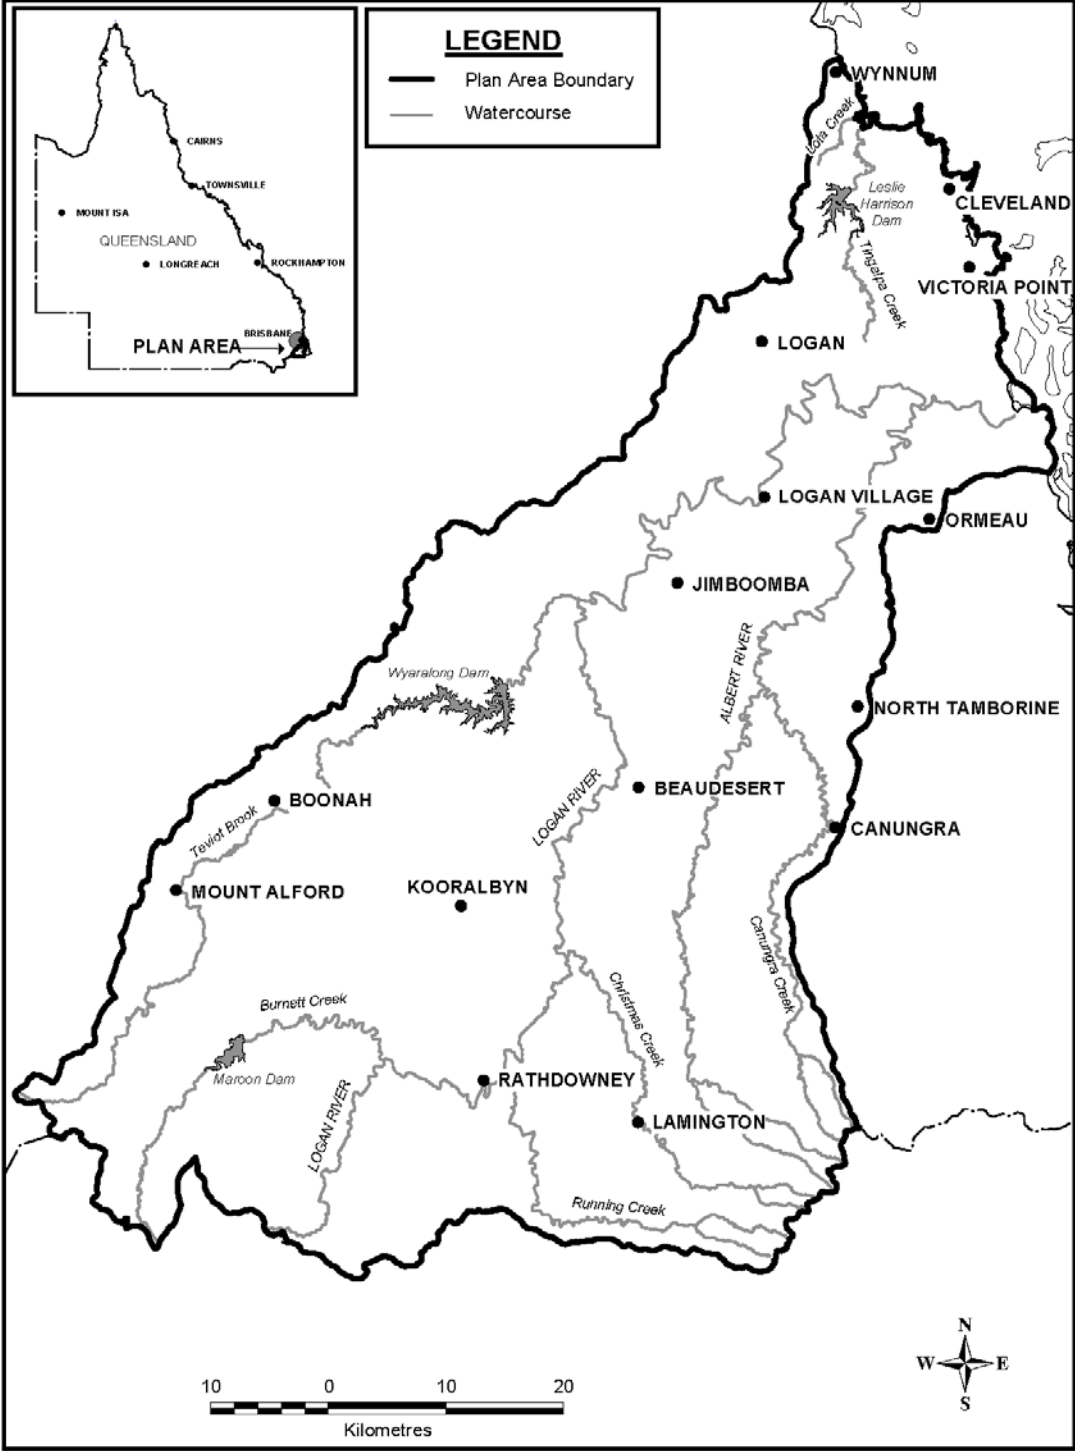 LEGEND
Plan Area Boundary
Watercourse
CAIRNS
TOWNSVILLE
MOUNT ISA
QUEENSLAND
LONGREACH
ROCKHAMPTON
BRISBANE
PLAN AREA
WYNNUM
Lota Creek
Leslie
Harrison
Dam
CLEVELAND
Tingalpa Creek
VICTORIA POINT
LOGAN
LOGAN VILLAGE
ORMEAU
JIMBOOMBA
ALBERT RIVER
Wyaralong Dam
NORTH TAMBORINE
BEAUDESERT
BOONAH
LOGAN RIVER
Teviot Brook
CANUNGRA
MOUNT ALFORD
KOORALBYN
Canungra Creek
Christmas Creek
Burnett Creek
Maroon Dam
RATHDOWNEY
LOGAN RIVER
LAMINGTON
Running Creek
N
W E
S
10 0 10 20
Kilometres